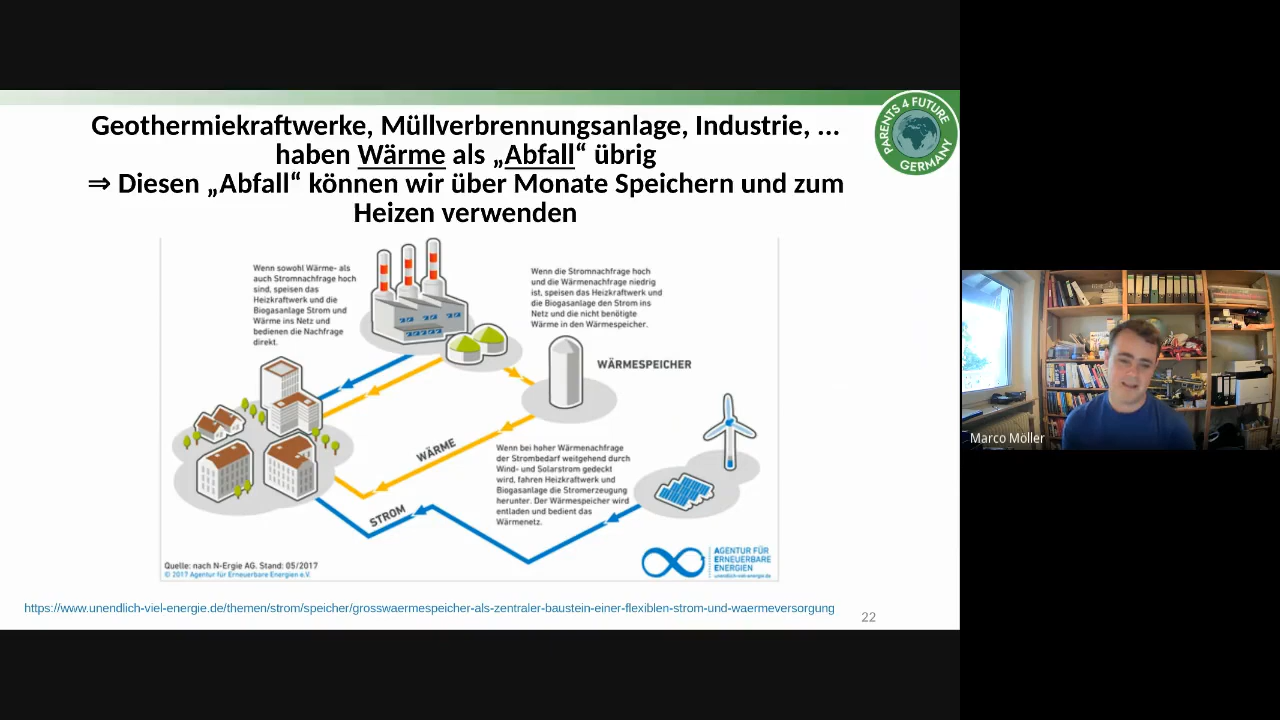 Geothermiekraftwerke, Müllverbrennungsanlage, Industrie, ...
haben Wärme als „Abfall“ übrig
⇒ Diesen „Abfall“ können wir über Monate Speichern und zum
Heizen verwenden
PARENTS 4 FUTURE
GERMANY
Wenn sowohl Wärme- als
auch Stromnachfrage hoch
sind, speisen das
Heizkraftwerk und die
Biogasanlage Strom und
Wärme ins Netz und
bedienen die Nachfrage
direkt.
Wenn die Stromnachfrage hoch
und die Wärmenachfrage niedrig
ist, speisen das Heizkraftwerk und
die Biogasanlage den Strom ins
Netz und die nicht benötigte
Wärme in den Wärmespeicher.
WÄRMESPEICHER
WÄRME
Wenn bei hoher Wärmenachfrage
der Strombedarf weitgehend durch
Wind- und Solarstrom gedeckt
wird, fahren Heizkraftwerk und
Biogasanlage die Stromerzeugung
herunter. Der Wärmespeicher wird
entladen und bedient das
Wärmenetz.
STROM
Quelle: nach N-Ergie AG. Stand: 05/2017
© 2017 Agentur für Erneuerbare Energien e.V.
AGENTUR FÜR
ERNEUERBARE
ENERGIEN
unendlich-viel-energie.de
https://www.unendlich-viel-energie.de/themen/strom/speicher/grosswaermespeicher-als-zentraler-baustein-einer-flexiblen-strom-und-waermeversorgung
22
Marco Möller